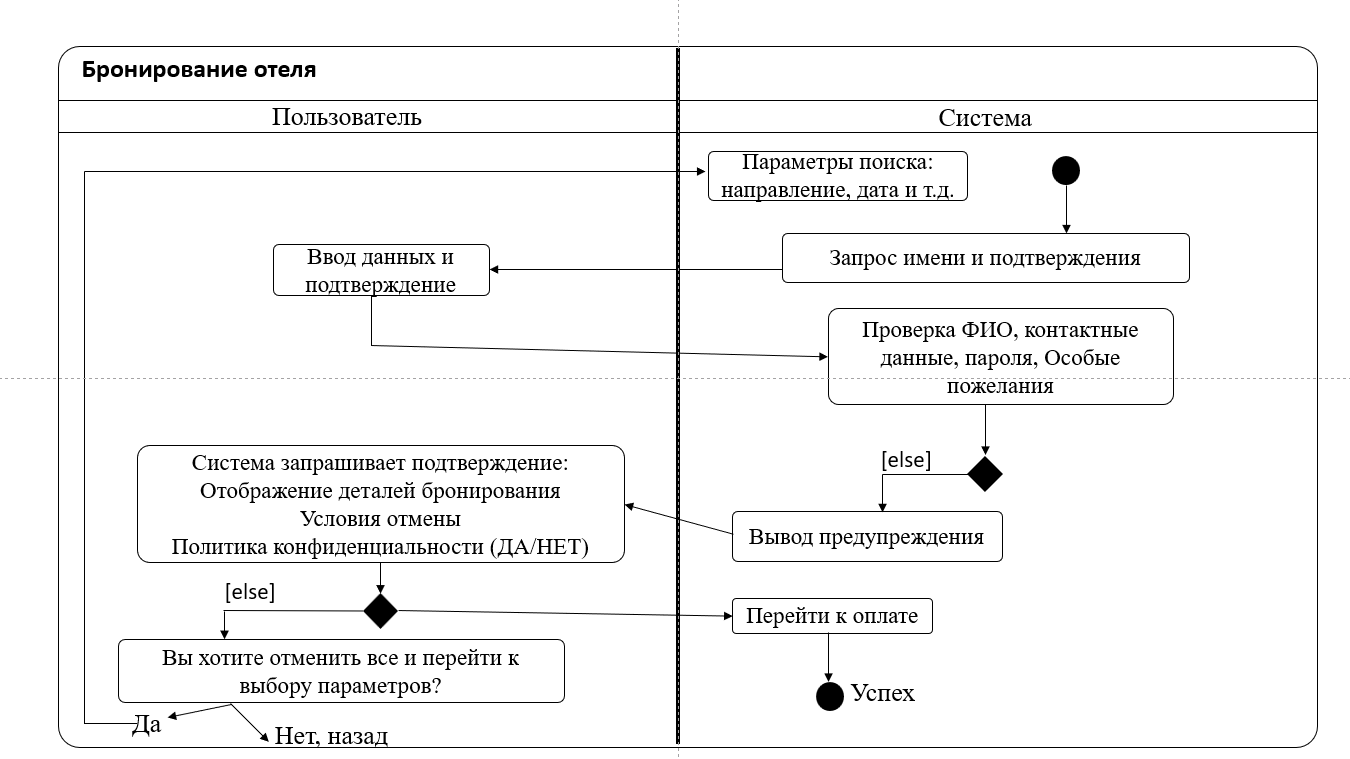 Бронирование отеля
Пользователь
Система
Параметры поиска:
направление, дата и т.д.
Запрос имени и подтверждения
Ввод данных и
подтверждение
Проверка ФИО, контактные
данные, пароля, Особые
пожелания
[else]
Система запрашивает подтверждение:
Отображение деталей бронирования
Условия отмены
Политика конфиденциальности (ДА/НЕТ)
Вывод предупреждения
[else]
Перейти к оплате
Вы хотите отменить все и перейти к
выбору параметров?
Успех
Да
Нет, назад